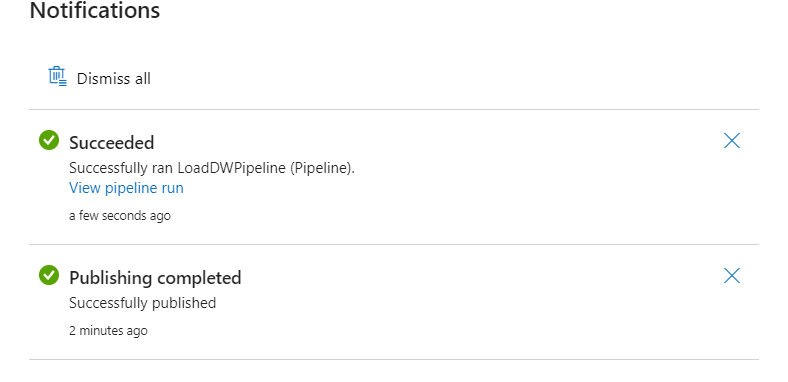 Notifications
Dismiss all
Succeeded
Successfully ran LoadDWPipeline (Pipeline).
View pipeline run
a few seconds ago
Publishing completed
Successfully published
2 minutes ago